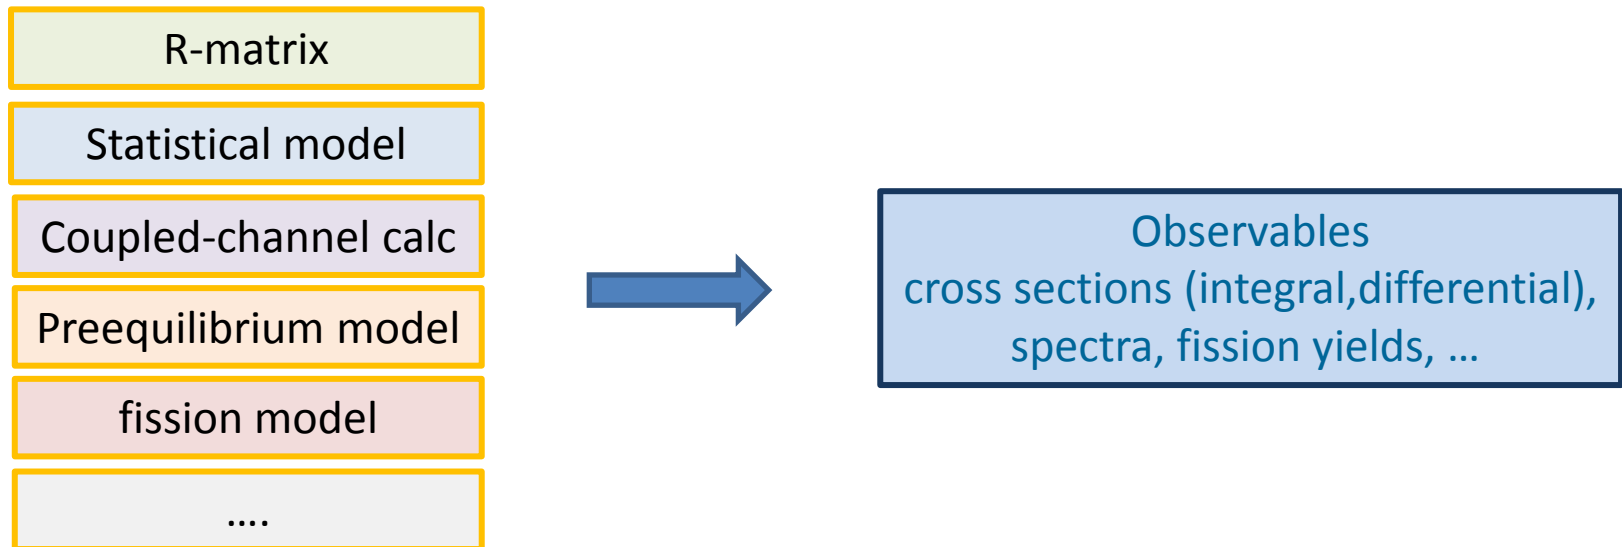 R-matrix
Statistical model
Coupled-channel calc
Preequilibrium model
fission model
....
Observables
cross sections (integral,differential),
spectra, fission yields, ...